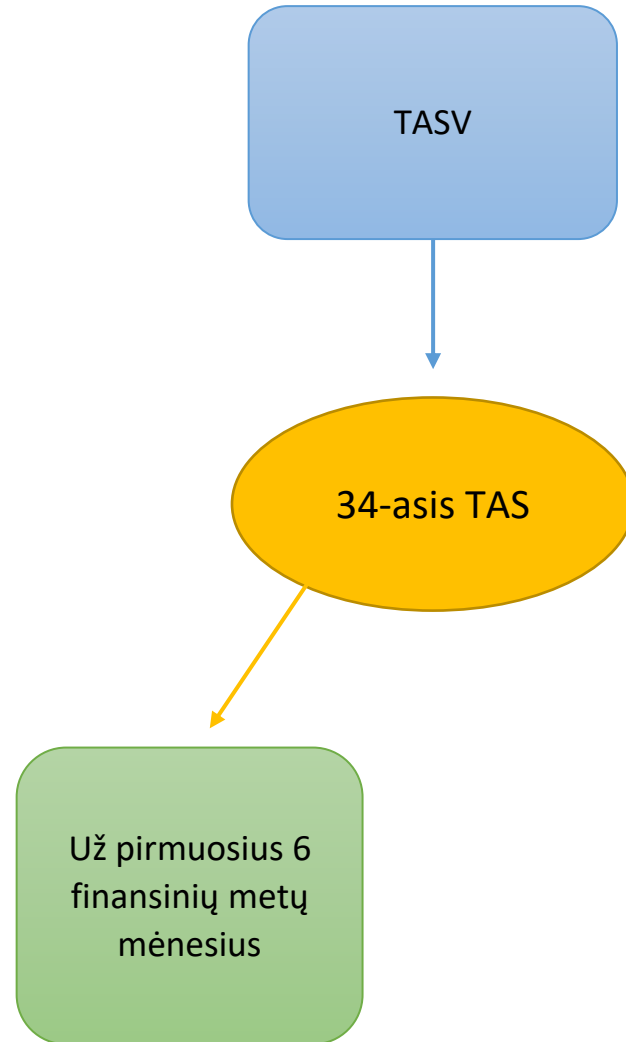 TASV
34-asis TAS
Už pirmuosius 6
finansinių metų
mėnesius